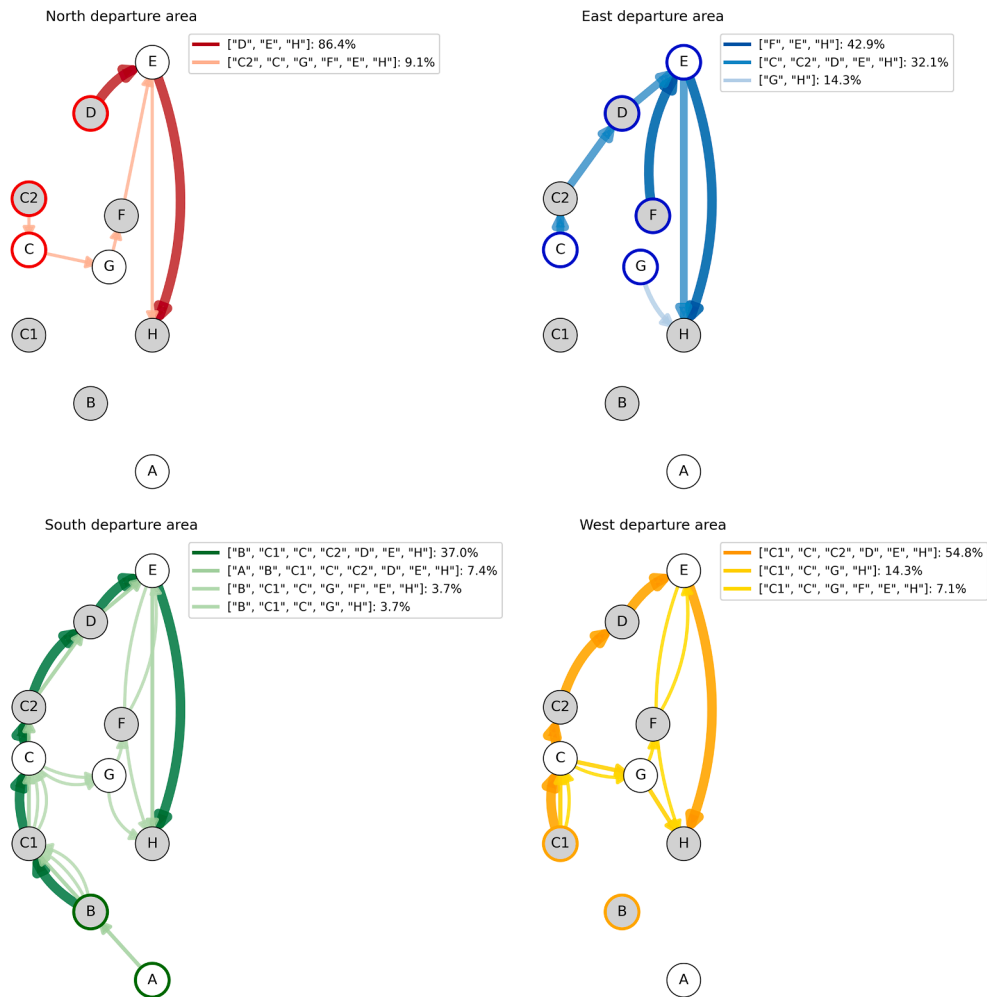 North departure area
["D", "E", "H"]: 86.4%
["C2", "C", "G", "F", "E", "H"]: 9.1%
E
D
C2
F
C
G
C1
H
B
A
East departure area
["F", "E", "H"]: 42.9%
["C", "C2", "D", "E", "H"]: 32.1%
["G", "H"]: 14.3%
E
D
C2
F
C
G
C1
H
B
A
South departure area
["B", "C1", "C", "C2", "D", "E", "H"]: 37.0%
["A", "B", "C1", "C", "C2", "D", "E", "H"]: 7.4%
["B", "C1", "C", "G", "F", "E", "H"]: 3.7%
["B", "C1", "C", "G", "H"]: 3.7%
E
D
C2
F
C
G
C1
H
B
A
West departure area
["C1", "C", "C2", "D", "E", "H"]: 54.8%
["C1", "C", "G", "H"]: 14.3%
["C1", "C", "G", "F", "E", "H"]: 7.1%
E
D
C2
F
C
G
C1
H
B
A